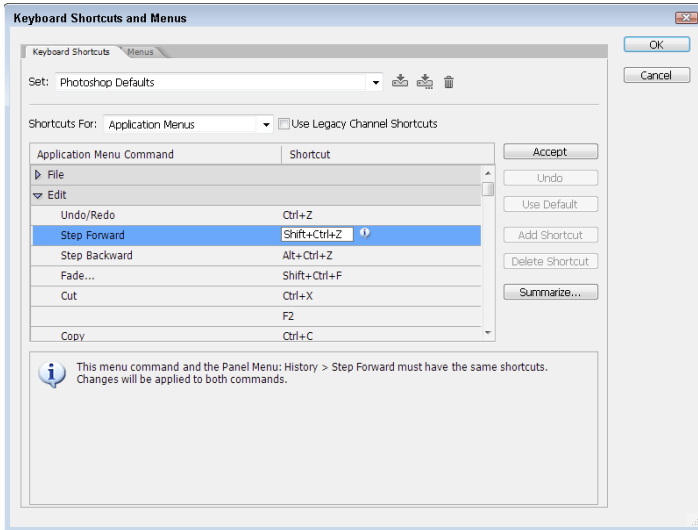 Keyboard Shortcuts and Menus
OK
Cancel
Keyboard Shortcuts
Menus
Set: Photoshop Defaults
Shortcuts For: Application Menus
Use Legacy Channel Shortcuts
Application Menu Command Shortcut
Accept
File
Undo
Edit
Use Default
Undo/Redo Ctrl+Z
Step Forward Shift+Ctrl+Z
Add Shortcut
Step Backward Alt+Ctrl+Z
Delete Shortcut
Fade... Shift+Ctrl+F
Cut Ctrl+X
Summarize...
F2
Copy Ctrl+C
This menu command and the Panel Menu: History > Step Forward must have the same shortcuts.
Changes will be applied to both commands.